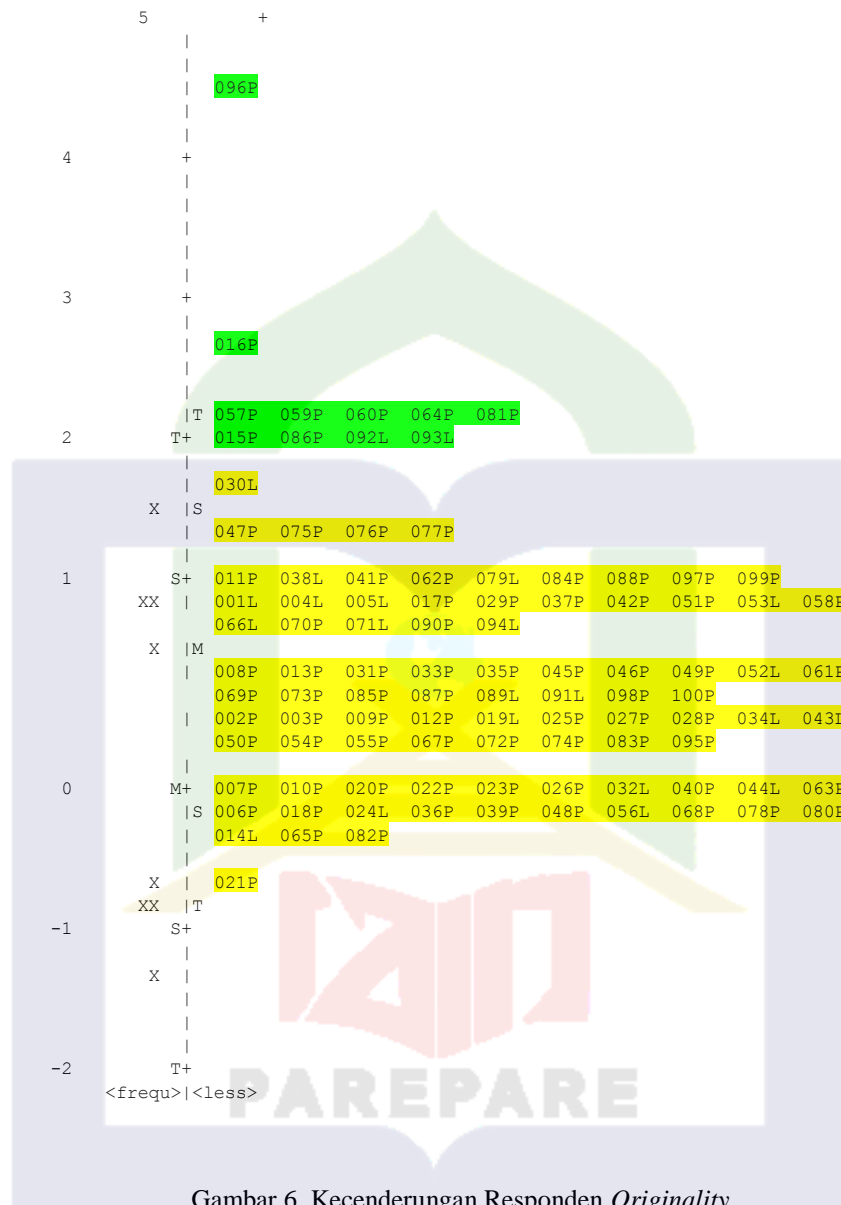 5 +
|
|
| 096P
|
|
4 +
|
|
|
|
|
3 +
|
| 016P
|
|
|T 057P 059P 060P 064P 081P
2 T+ 015P 086P 092L 093L
|
| 030L
X |S
| 047P 075P 076P 077P
|
1 S+ 011P 038L 041P 062P 079L 084P 088P 097P 099P
XX | 001L 004L 005L 017P 029P 037P 042P 051P 053L 058P
066L 070P 071L 090P 094L
X |M
| 008P 013P 031P 033P 035P 045P 046P 049P 052L 061P
069P 073P 085P 087P 089L 091L 098P 100P
| 002P 003P 009P 012P 019L 025P 027P 028P 034L 043L
050P 054P 055P 067P 072P 074P 083P 095P
|
0 M+ 007P 010P 020P 022P 023P 026P 032L 040P 044L 063P
|S 006P 018P 024L 036P 039P 048P 056L 068P 078P 080P
| 014L 065P 082P
|
X | 021P
XX |T
-1 S+
|
X |
|
|
|
-2 T+
<frequ>|<less>
PAREPARE
Gambar 6. Kecenderungan Responden Originality